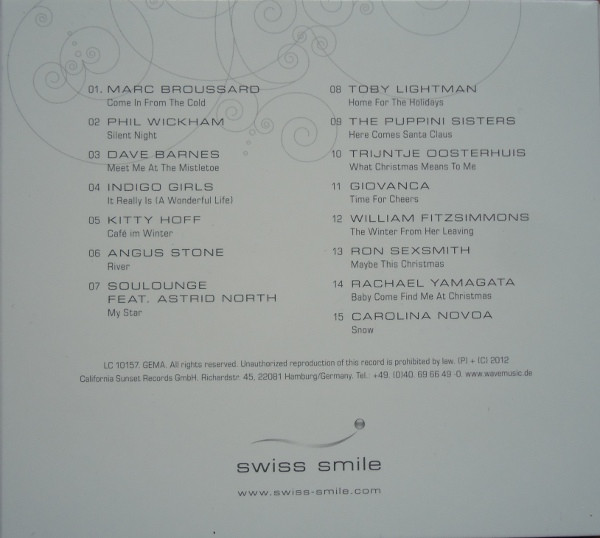 01. MARC BROUSSARD
Come In From The Cold
02 PHIL WICKHAM
Silent Night
03 DAVE BARNES
Meet Me At The Mistletoe
04 INDIGO GIRLS
It Really Is (A Wonderful Life)
05 KITTY HOFF
Café im Winter
06 ANGUS STONE
River
07 SOULOUNGE
FEAT. ASTRID NORTH
My Star
08 TOBY LIGHTMAN
Home For The Holidays
09 THE PUPPINI SISTERS
Here Comes Santa Claus
10 TRIJNTJE OOSTERHUIS
What Christmas Means To Me
11 GIOVANCA
Time For Cheers
12 WILLIAM FITZSIMMONS
The Winter From Her Leaving
13 RON SEXSMITH
Maybe This Christmas
14 RACHAEL YAMAGATA
Baby Come Find Me At Christmas
15 CAROLINA NOVOA
Snow
LC 10157. GEMA. All rights reserved. Unauthorized reproduction of this record is prohibited by law. (P) + (C) 2012
California Sunset Records GmbH. Richardstr. 45, 22081 Hamburg/Germany. Tel.: +49. (0)40. 69 66 49 -0. www.wavemusic.de
swiss smile
www.swiss-smile.com